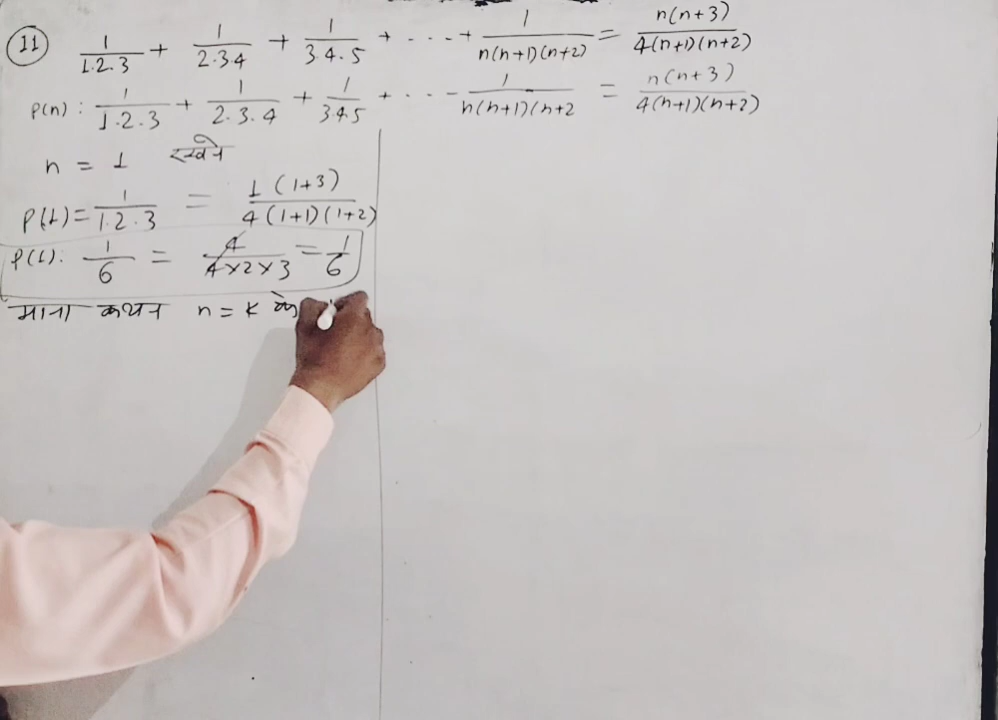 11 1/1.2.3 + 1/2.3.4 + 1/3.4.5 + ... + 1/n(n+1)(n+2) = n(n+3)/4(n+1)(n+2)
P(n) : 1/1.2.3 + 1/2.3.4 + 1/3.4.5 + ... - 1/n(n+1)(n+2 = n(n+3)/4(n+1)(n+2)
n = 1 रखने
P(1) = 1/1.2.3 = 1(1+3)/4(1+1)(1+2)
P(1): 1/6 = 4/4×2×3 = 1/6
माना कथन n = k के